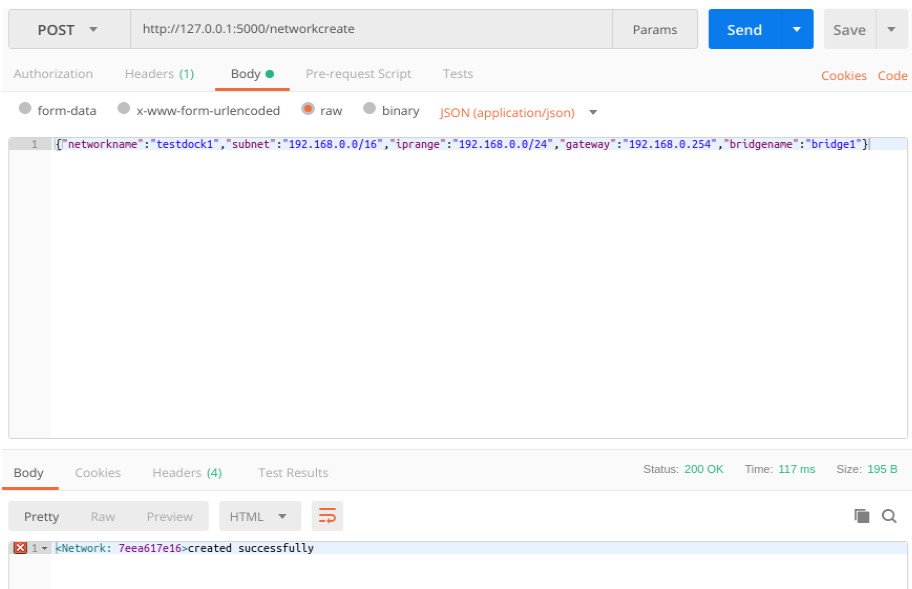 POST http://127.0.0.1:5000/networkcreate Params Send Save
Authorization Headers (1) Body Pre-request Script Tests Cookies Code
form-data x-www-form-urlencoded raw binary JSON (application/json)
1 {"networkname":"testdock1","subnet":"192.168.0.0/16","iprange":"192.168.0.0/24","gateway":"192.168.0.254","bridgename":"bridge1"}
Body Cookies Headers (4) Test Results Status: 200 OK Time: 117 ms Size: 195 B
Pretty Raw Preview HTML
1 <Network: 7eea617e16>created successfully